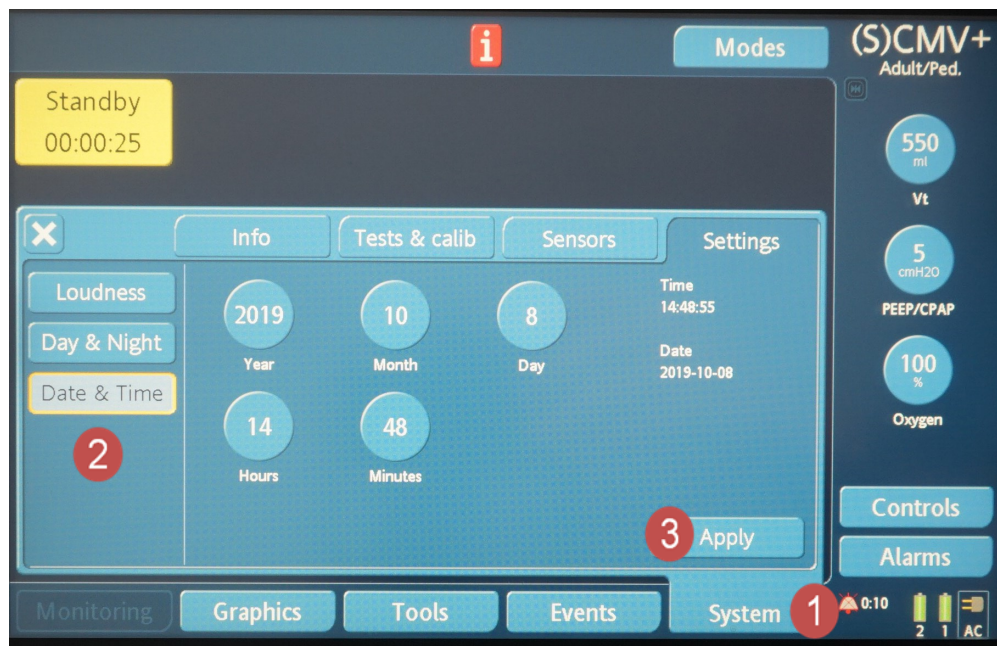 i
Modes
(S)CMV+
Adult/Ped.
Standby
00:00:25
550
ml
Vt
Info
Tests & calib
Sensors
Settings
5
cmH2O
PEEP/CPAP
Loudness
Day & Night
Date & Time
2
2019
Year
10
Month
8
Day
Time
14:48:55
Date
2019-10-08
14
Hours
48
Minutes
100
%
Oxygen
3
Apply
Controls
Alarms
Monitoring
Graphics
Tools
Events
System
1
0:10
2
1
AC